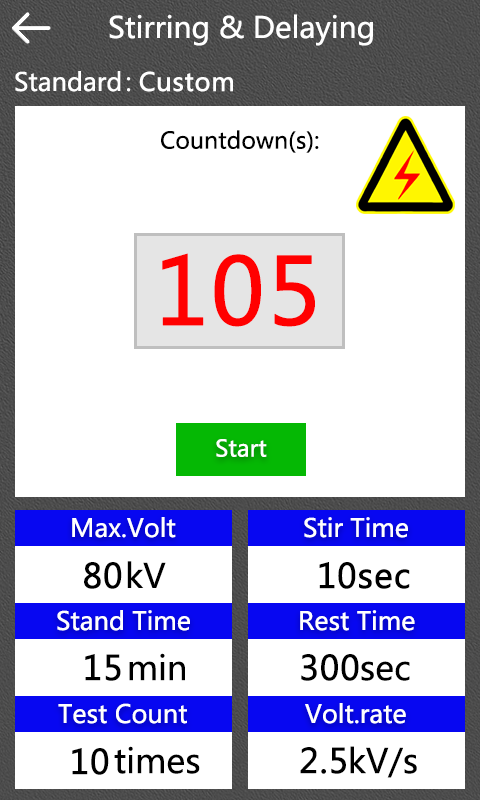 Stirring & Delaying
Standard: Custom
Countdown(s):
105
Start
Max.Volt
Stir Time
80kV
10sec
Stand Time
Rest Time
15min
300sec
Test Count
Volt.rate
10times
2.5kV/s